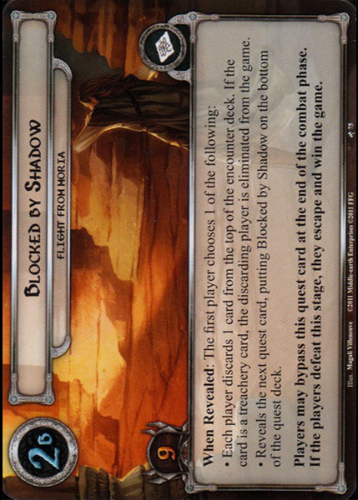 2B
BLOCKED BY SHADOW
FLIGHT FROM MORIA
9
When Revealed: The first player chooses 1 of the following:
• Each player discards 1 card from the top of the encounter deck. If the
card is a treachery card, the discarding player is eliminated from the game.
• Reveals the next quest card, putting Blocked by Shadow on the bottom
of the quest deck.
Players may bypass this quest card at the end of the combat phase.
If the players defeat this stage, they escape and win the game.
Illus. Magali Villeneuve ©2011 Middle-earth Enterprises ©2011 FFG 75